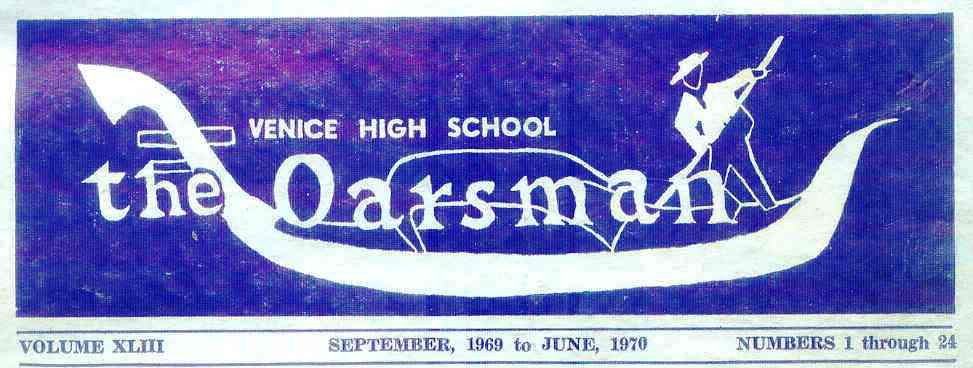 VENICE HIGH SCHOOL
the Oarsman
VOLUME XLIII SEPTEMBER, 1969 to JUNE, 1970 NUMBERS 1 through 24